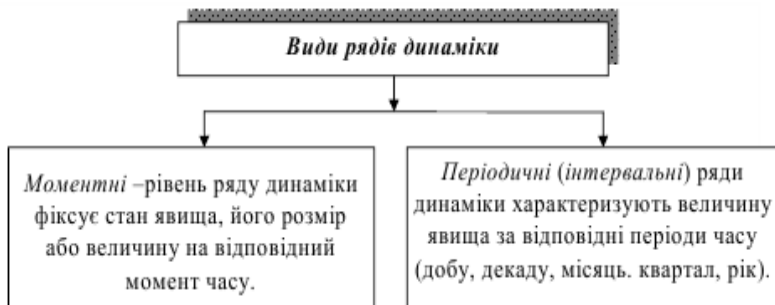 Види рядів динаміки
Моментні –рівень ряду динаміки
фіксує стан явища, його розмір
або величину на відповідний
момент часу.
Періодичні (інтервальні) ряди
динаміки характеризують величину
явища за відповідні періоди часу
(добу, декаду, місяць. квартал, рік).